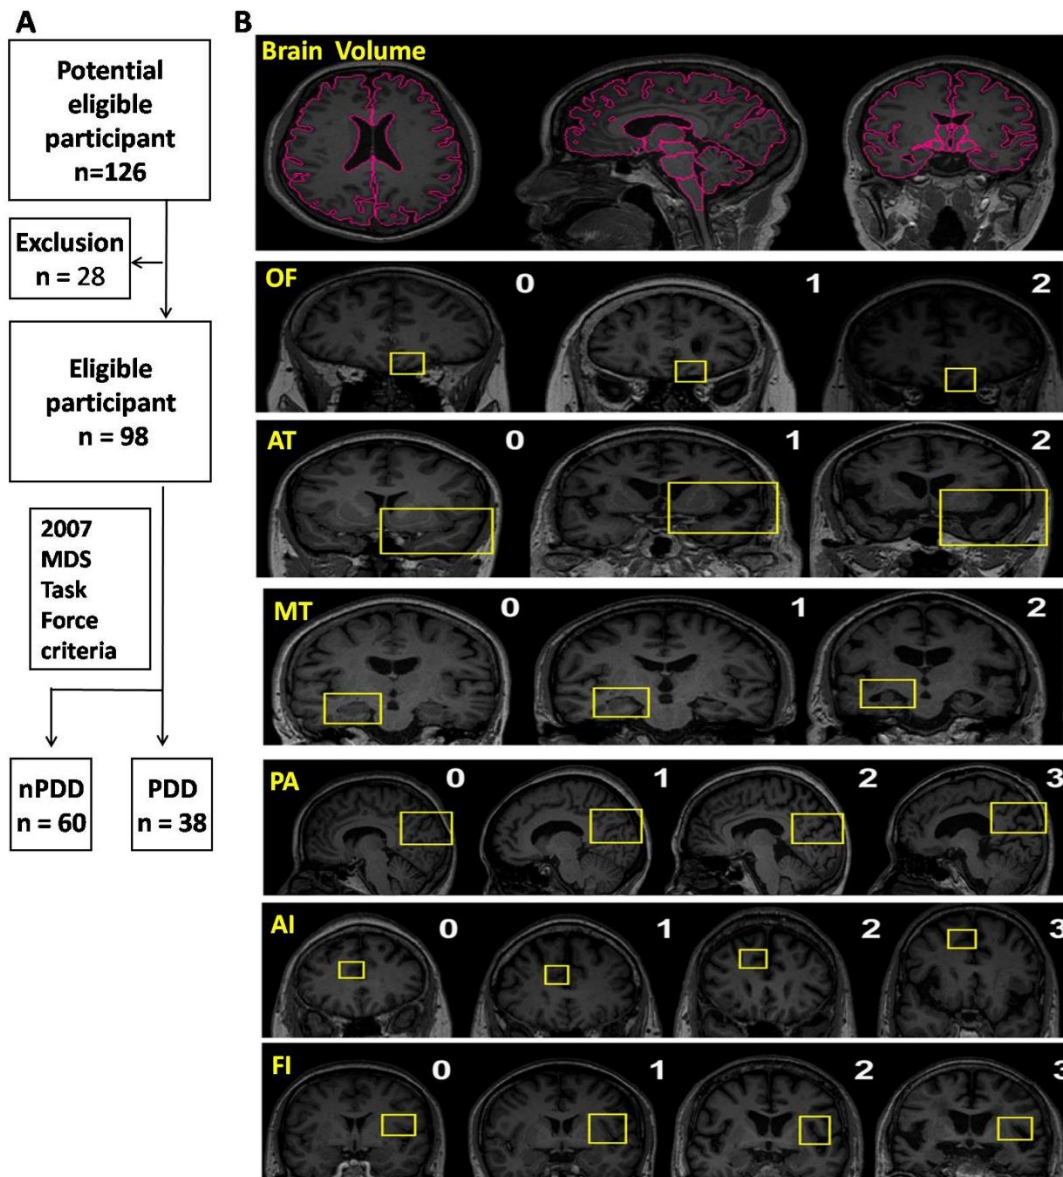 A
Potential
eligible
participant
n=126
Exclusion
n = 28
Eligible
participant
n = 98
2007
MDS
Task
Force
criteria
nPDD
n = 60
PDD
n = 38
B
Brain Volume
OF 0 1 2
AT 0 1 2
MT 0 1 2
PA 0 1 2 3
AI 0 1 2 3
FI 0 1 2 3